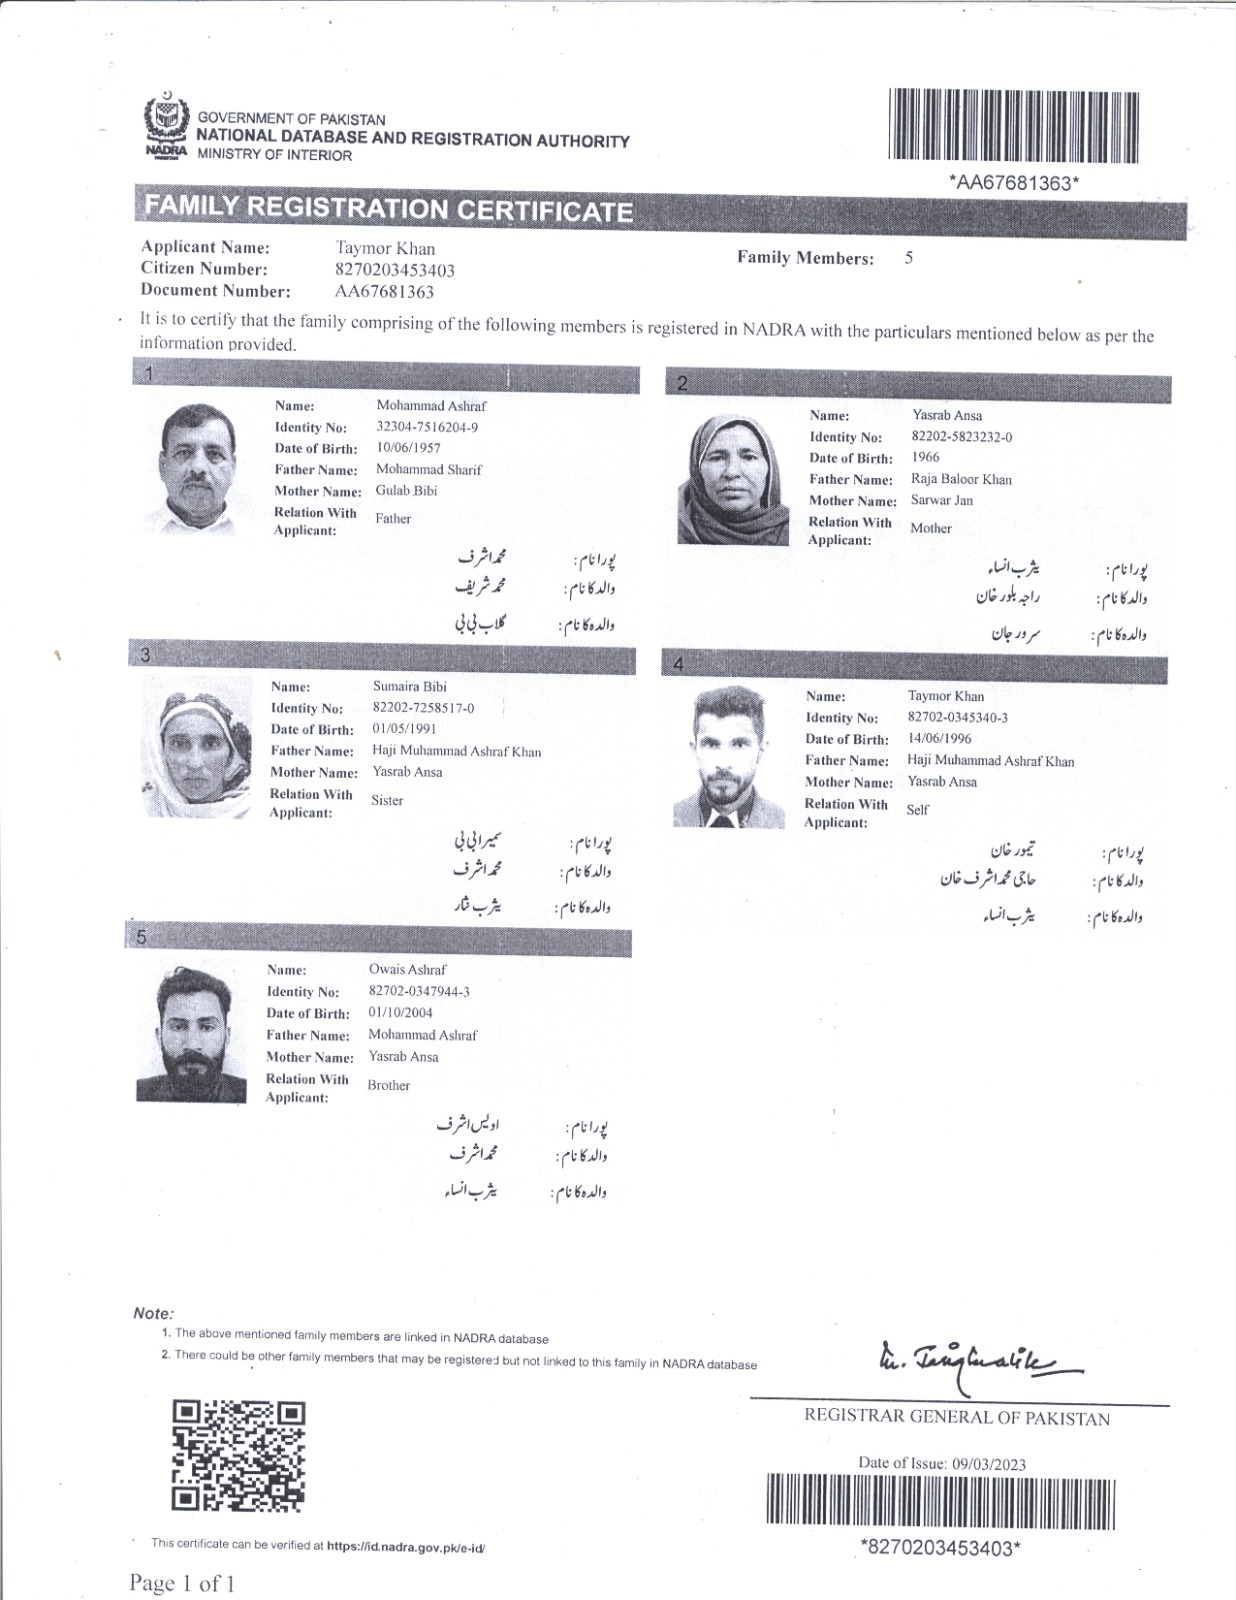 GOVERNMENT OF PAKISTAN
NATIONAL DATABASE AND REGISTRATION AUTHORITY
NADRA MINISTRY OF INTERIOR
*AA67681363*
FAMILY REGISTRATION CERTIFICATE
Applicant Name: Taymor Khan
Family Members: 5
Citizen Number: 8270203453403
Document Number: AA67681363
It is to certify that the family comprising of the following members is registered in NADRA with the particulars mentioned below as per the
information provided.
1
Name: Mohammad Ashraf
Identity No: 32304-7516204-9
Date of Birth: 10/06/1957
Father Name: Mohammad Sharif
Mother Name: Gulab Bibi
Relation With
Applicant: Father
پورا نام: محمد اشرف
والد کا نام: محمد شریف
والدہ کا نام: گلاب بی بی
2
Name: Yasrab Ansa
Identity No: 82202-5823232-0
Date of Birth: 1966
Father Name: Raja Baloor Khan
Mother Name: Sarwar Jan
Relation With
Applicant: Mother
پورا نام: یثرب انساء
والد کا نام: راجہ بلور خان
والدہ کا نام: سرور جان
3
Name: Sumaira Bibi
Identity No: 82202-7258517-0
Date of Birth: 01/05/1991
Father Name: Haji Muhammad Ashraf Khan
Mother Name: Yasrab Ansa
Relation With
Applicant: Sister
پورا نام: سمیرا بی بی
والد کا نام: محمد اشرف
والدہ کا نام: یثرب نثار
4
Name: Taymor Khan
Identity No: 82702-0345340-3
Date of Birth: 14/06/1996
Father Name: Haji Muhammad Ashraf Khan
Mother Name: Yasrab Ansa
Relation With
Applicant: Self
پورا نام: تیمور خان
والد کا نام: حاجی محمد اشرف خان
والدہ کا نام: یثرب انساء
5
Name: Owais Ashraf
Identity No: 82702-0347944-3
Date of Birth: 01/10/2004
Father Name: Mohammad Ashraf
Mother Name: Yasrab Ansa
Relation With
Applicant: Brother
پورا نام: اویس اشرف
والد کا نام: محمد اشرف
والدہ کا نام: یثرب انساء
Note:
1. The above mentioned family members are linked in NADRA database
2. There could be other family members that may be registered but not linked to this family in NADRA database
REGISTRAR GENERAL OF PAKISTAN
Date of Issue: 09/03/2023
*8270203453403*
This certificate can be verified at https://id.nadra.gov.pk/e-id/
Page 1 of 1